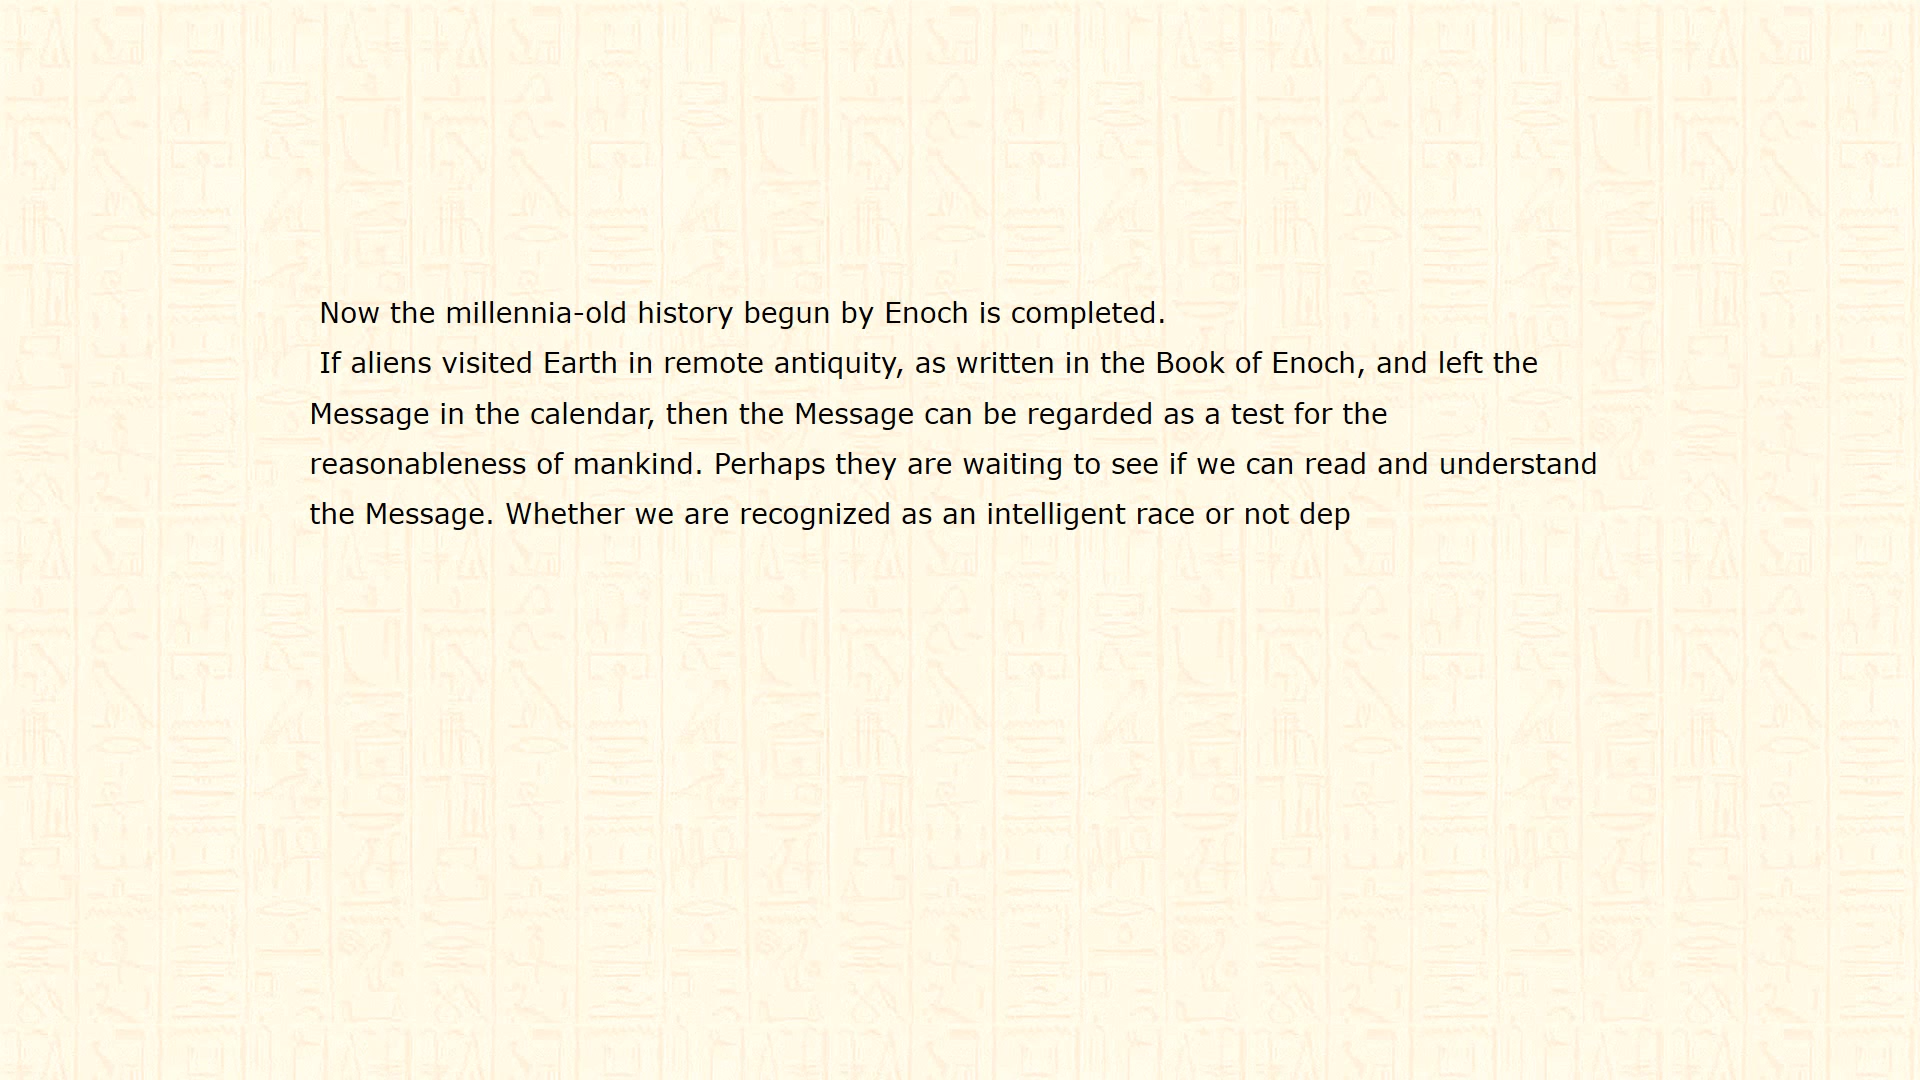 Now the millennia-old history begun by Enoch is completed.
If aliens visited Earth in remote antiquity, as written in the Book of Enoch, and left the
Message in the calendar, then the Message can be regarded as a test for the
reasonableness of mankind. Perhaps they are waiting to see if we can read and understand
the Message. Whether we are recognized as an intelligent race or not dep